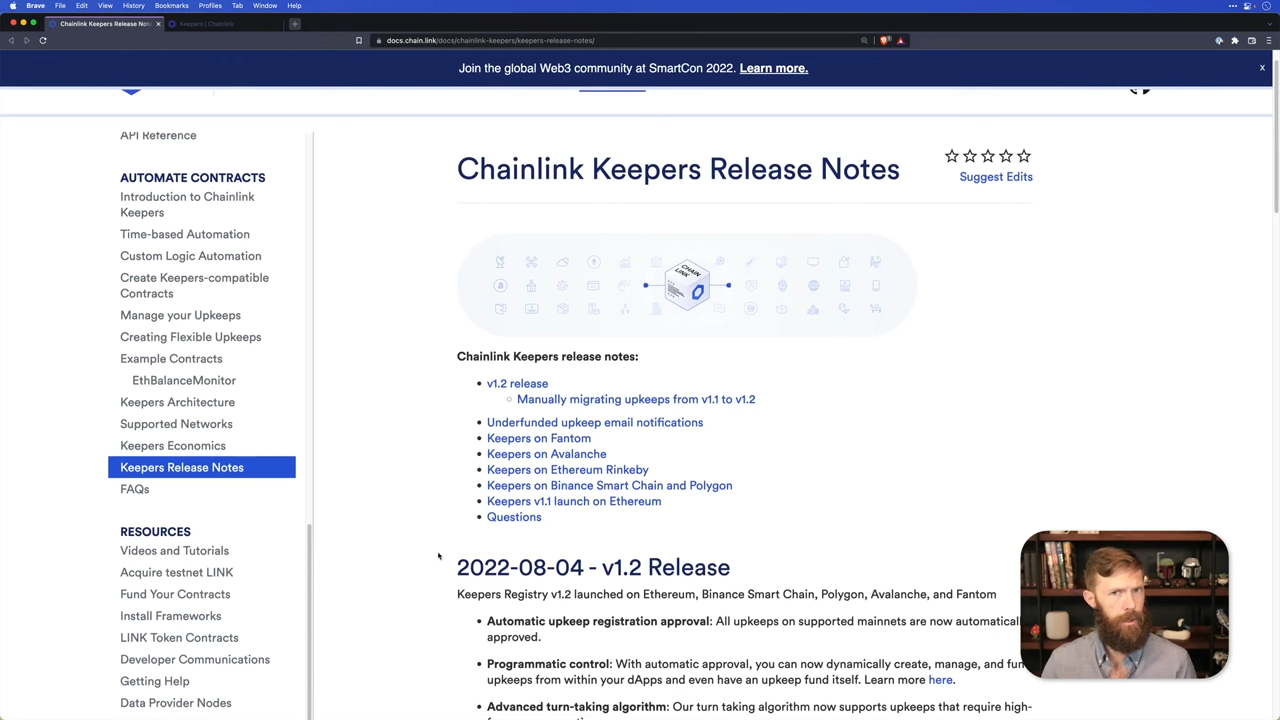 Brave File Edit View History Bookmarks Profiles Tab Window Help
Chainlink Keepers Release Not
Keepers | Chainlink
docs.chain.link/docs/chainlink-keepers/keepers-release-notes/
Join the global Web3 community at SmartCon 2022. Learn more.
x
API Reference
AUTOMATE CONTRACTS
Introduction to Chainlink
Keepers
Time-based Automation
Custom Logic Automation
Create Keepers-compatible
Contracts
Manage your Upkeeps
Creating Flexible Upkeeps
Example Contracts
EthBalanceMonitor
Keepers Architecture
Supported Networks
Keepers Economics
Keepers Release Notes
FAQs
RESOURCES
Videos and Tutorials
Acquire testnet LINK
Fund Your Contracts
Install Frameworks
LINK Token Contracts
Developer Communications
Getting Help
Data Provider Nodes
Chainlink Keepers Release Notes
Suggest Edits
CHAIN
LINK
Chainlink Keepers release notes:
• v1.2 release
◦ Manually migrating upkeeps from v1.1 to v1.2
• Underfunded upkeep email notifications
• Keepers on Fantom
• Keepers on Avalanche
• Keepers on Ethereum Rinkeby
• Keepers on Binance Smart Chain and Polygon
• Keepers v1.1 launch on Ethereum
• Questions
2022-08-04 - v1.2 Release
Keepers Registry v1.2 launched on Ethereum, Binance Smart Chain, Polygon, Avalanche, and Fantom
• Automatic upkeep registration approval: All upkeeps on supported mainnets are now automaticall
approved.
• Programmatic control: With automatic approval, you can now dynamically create, manage, and fun
upkeeps from within your dApps and even have an upkeep fund itself. Learn more here.
• Advanced turn-taking algorithm: Our turn taking algorithm now supports upkeeps that require high-